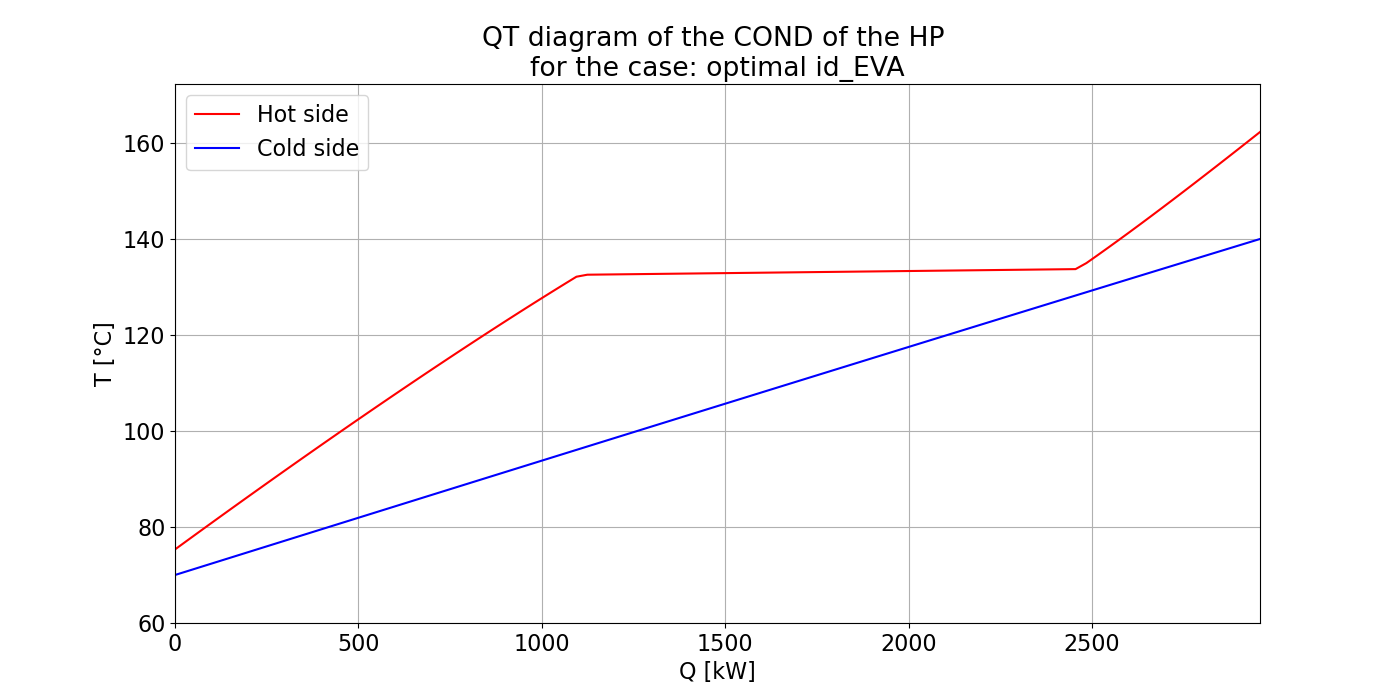 QT diagram of the COND of the HP
for the case: optimal id_EVA
Hot side
Cold side
T [°C]
160
140
120
100
80
60
0 500 1000 1500 2000 2500
Q [kW]